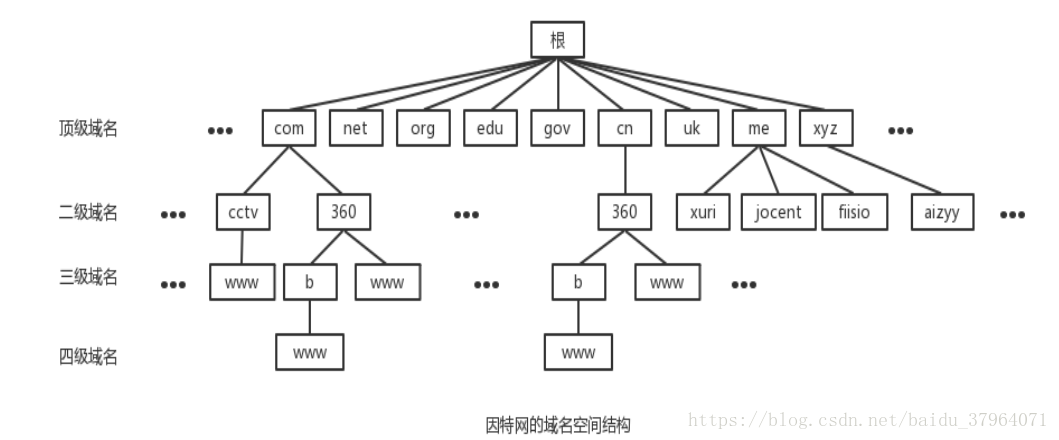 根
顶级域名 ••• com net org edu gov cn uk me xyz •••
二级域名 ••• cctv 360 ••• 360 xuri jocent fiisio aizyy •••
三级域名 ••• www b www ••• b www •••
四级域名 www www
因特网的域名空间结构
https://blog.csdn.net/baidu_37964071